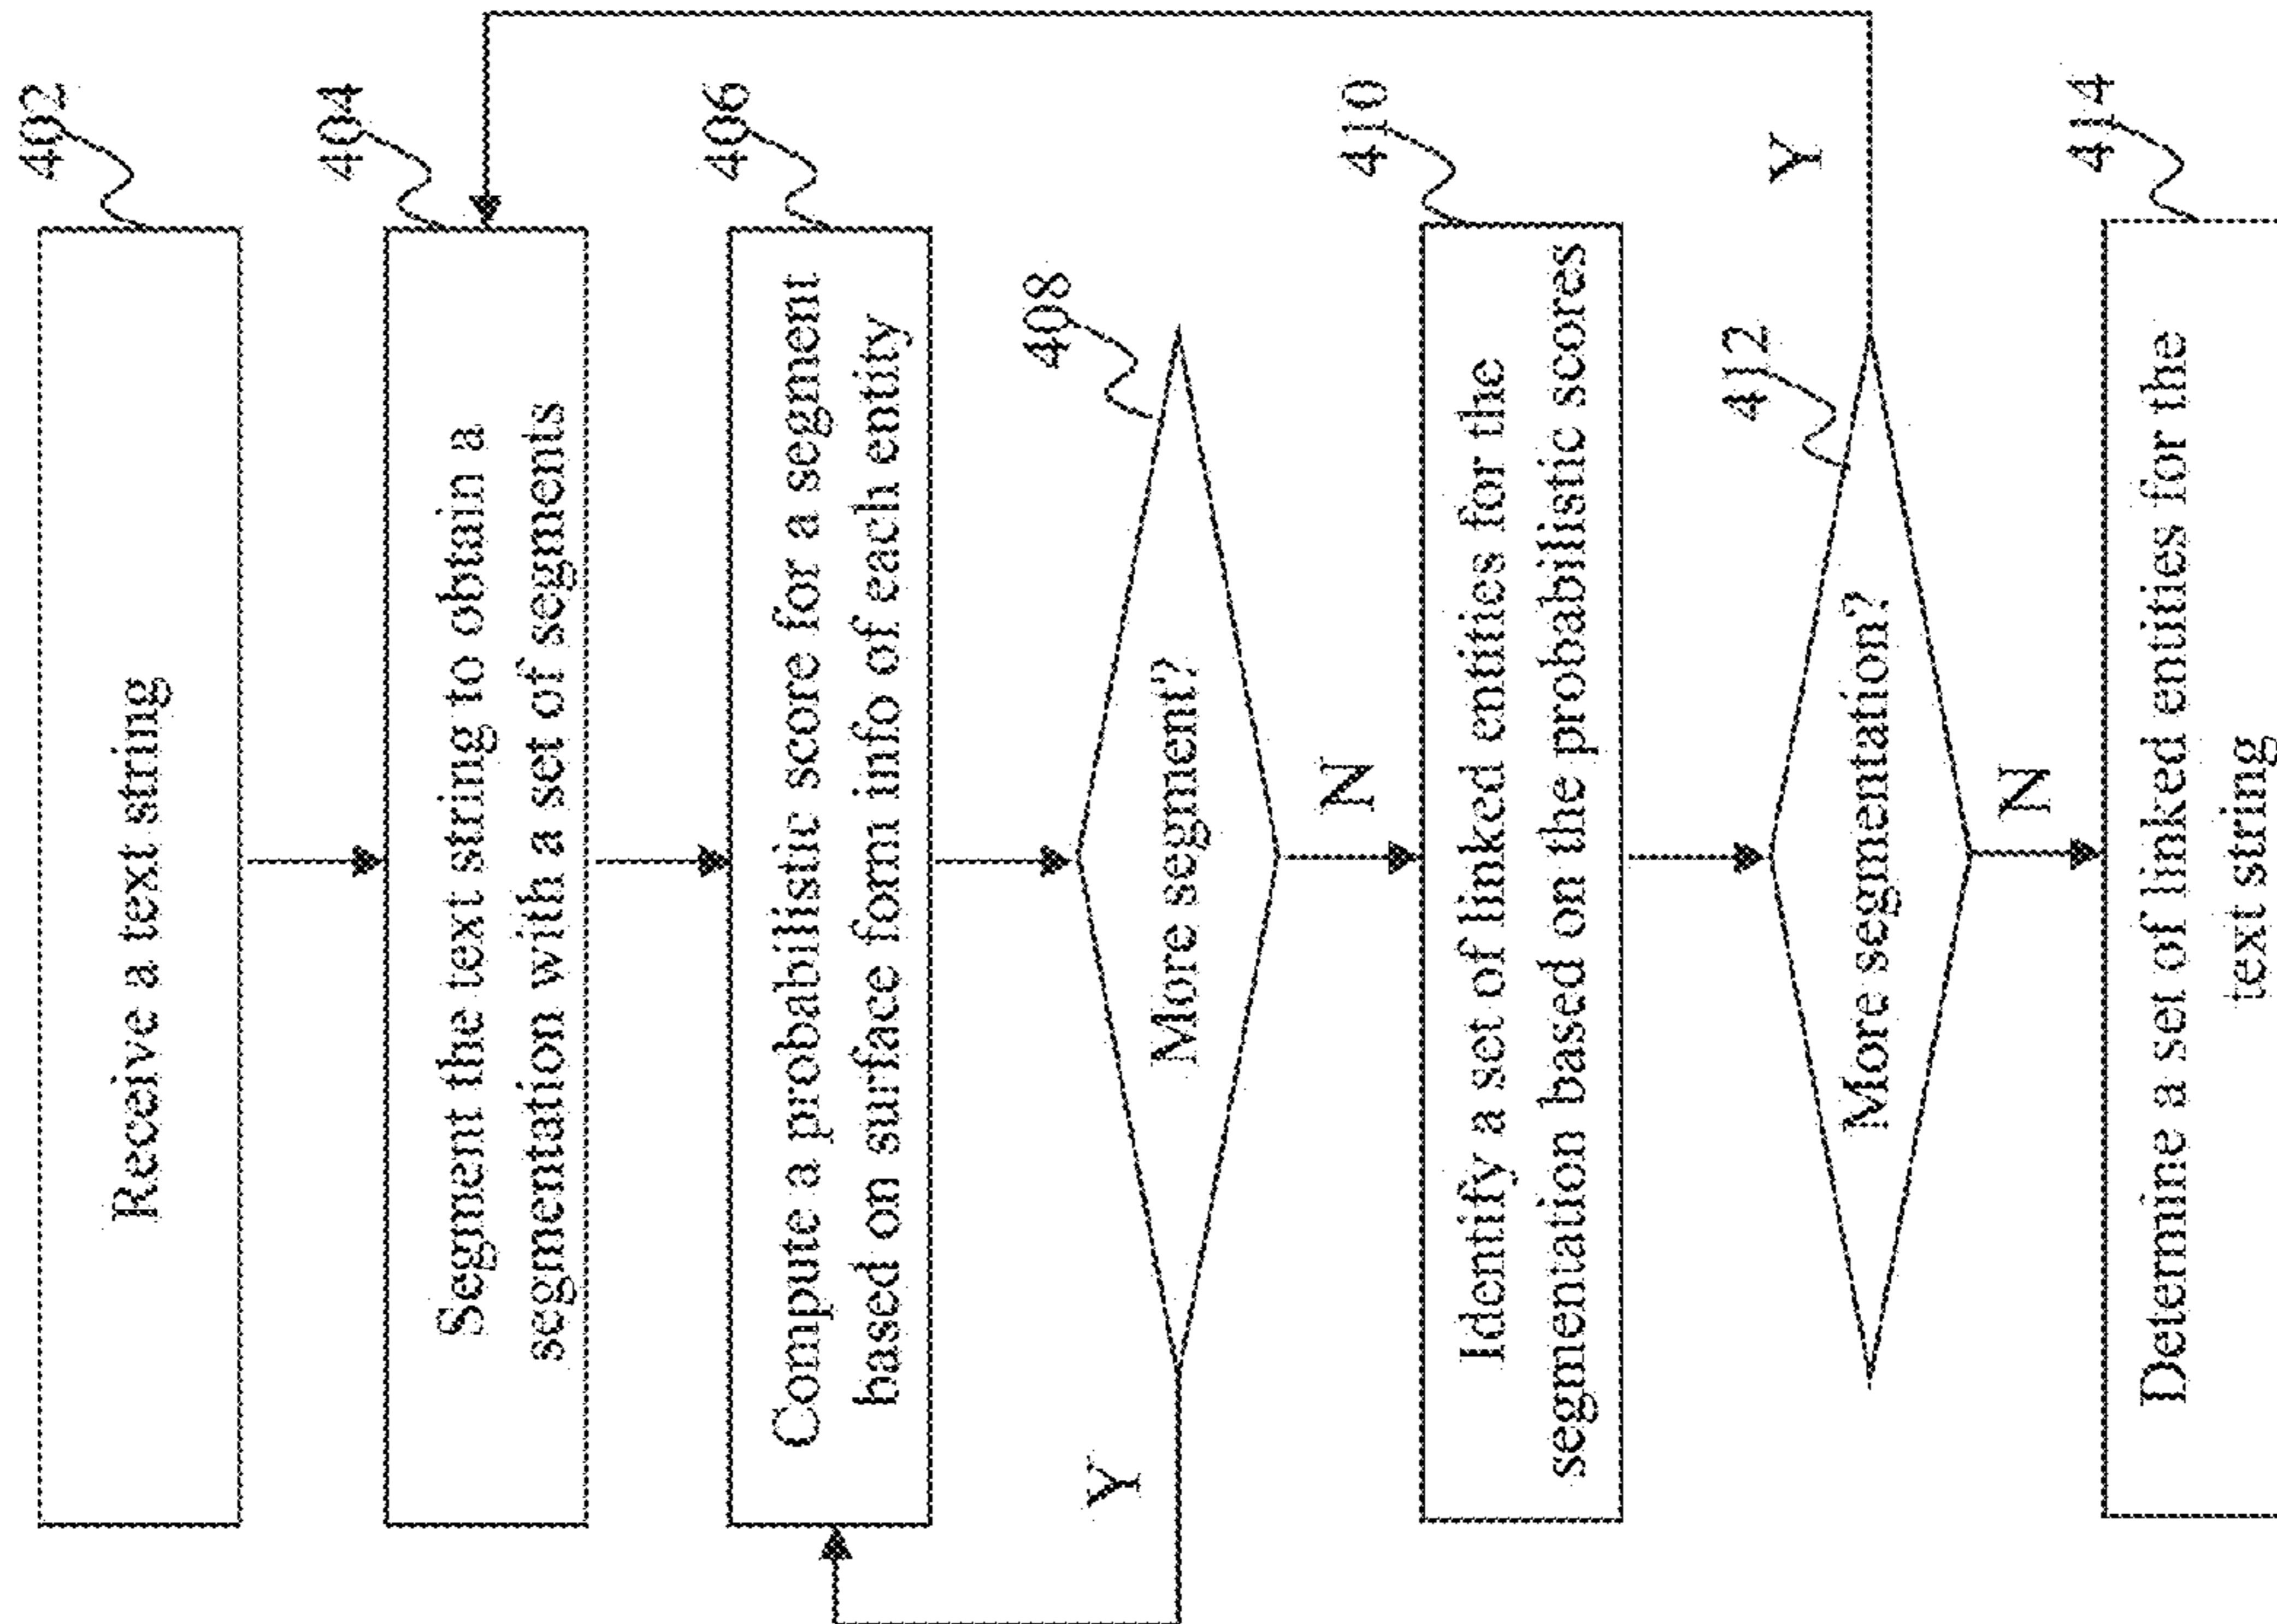 402
Receive a text string
404
Segment the text string to obtain a
segmentation with a set of segments
406
Compute a probabilistic score for a segment
based on surface form info of each entity
408
More segment?
Y
N
410
Identify a set of linked entities for the
segmentation based on the probabilistic scores
412
More segmentation?
Y
N
414
Determine a set of linked entities for the
text string